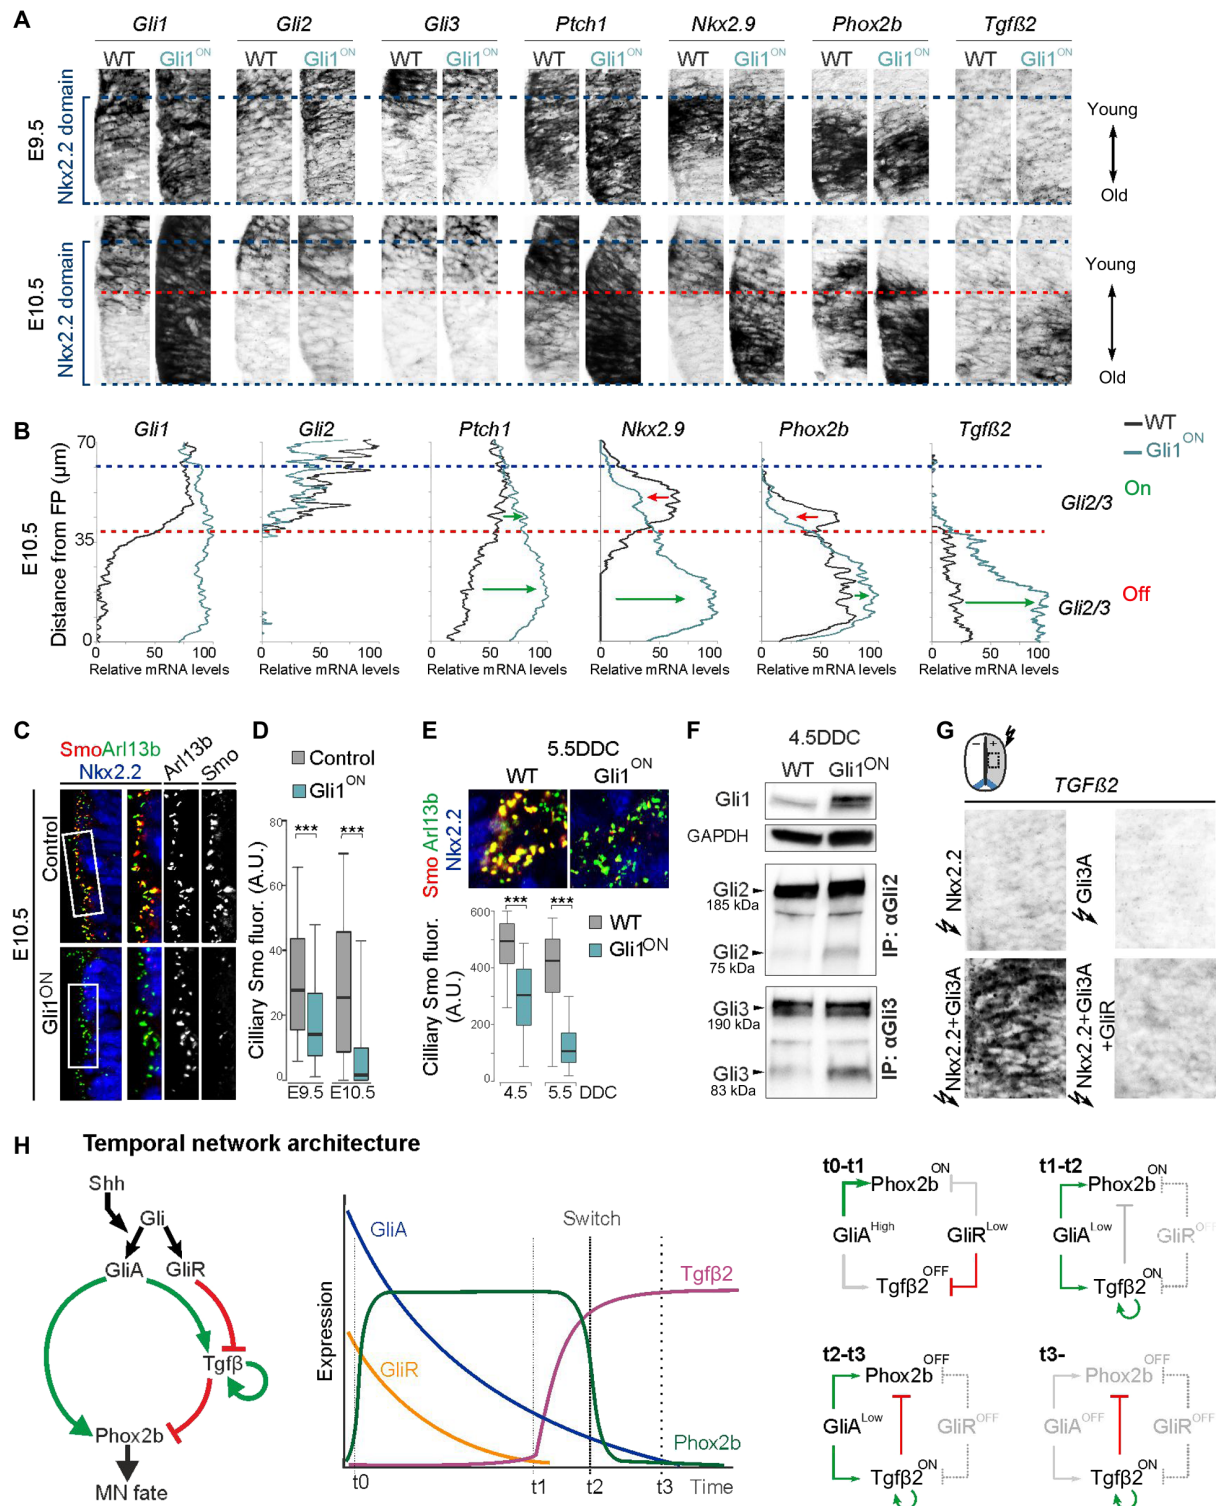 A
Gli1 Gli2 Gli3 Ptch1 Nkx2.9 Phox2b Tgfß2
WT Gli1ON WT Gli1ON WT Gli1ON WT Gli1ON WT Gli1ON WT Gli1ON WT Gli1ON
E9.5
Nkx2.2 domain
Young
Old
E10.5
Nkx2.2 domain
Young
Old
B
Gli1 Gli2 Ptch1 Nkx2.9 Phox2b Tgfß2
WT
Gli1ON
E10.5
Distance from FP (µm)
70
35
0
Gli2/3 On
Gli2/3 Off
0 50 100 0 50 100 0 50 100 0 50 100 0 50 100 0 50 100
Relative mRNA levels Relative mRNA levels Relative mRNA levels Relative mRNA levels Relative mRNA levels Relative mRNA levels
C
SmoArl13b
Nkx2.2
Arl13b
Smo
E10.5
Control
Gli1ON
D
Control
Gli1ON
Cilliary Smo fluor. (A.U.)
80
60
40
20
0
*** ***
E9.5 E10.5
E
5.5DDC
WT Gli1ON
Smo Arl13b
Nkx2.2
Cilliary Smo fluor.
(A.U.)
600
400
200
0
*** ***
WT
Gli1ON
4.5 5.5 DDC
F
4.5DDC
WT Gli1ON
Gli1
GAPDH
Gli2
185 kDa
Gli2
75 kDa
IP: αGli2
Gli3
190 kDa
Gli3
83 kDa
IP: αGli3
G
- +
TGFß2
Nkx2.2
Gli3A
Nkx2.2+Gli3A
Nkx2.2+Gli3A
+GliR
H Temporal network architecture
Shh
Gli
GliA GliR
Tgfβ
Phox2b
MN fate
Expression
GliA
GliR
Switch
Tgfβ2
Phox2b
t0 t1 t2 t3 Time
t0-t1
Phox2bON
GliAHigh GliRLow
Tgfβ2OFF
t1-t2
Phox2bON
GliALow GliROFF
Tgfβ2ON
t2-t3
Phox2bOFF
GliALow GliROFF
Tgfβ2ON
t3-
Phox2bOFF
GliAOFF GliROFF
Tgfβ2ON